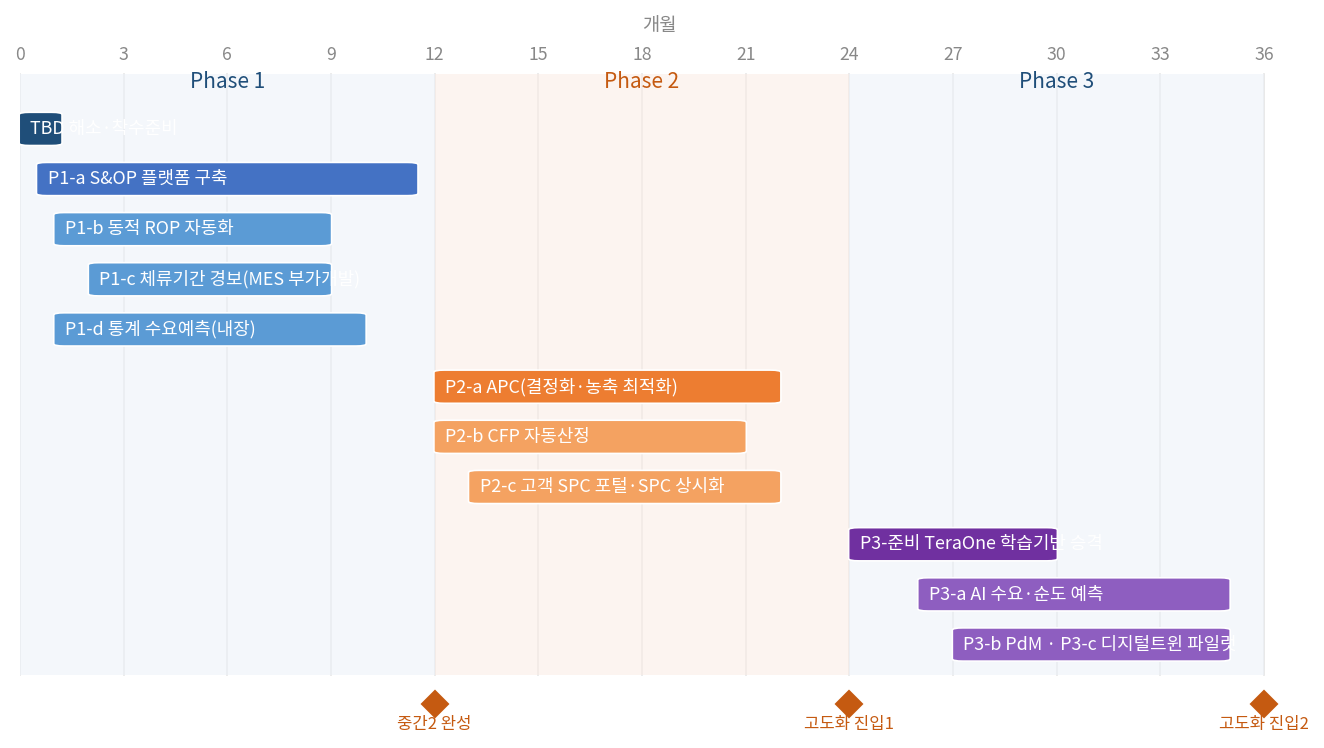 개월
0 3 6 9 12 15 18 21 24 27 30 33 36
Phase 1 Phase 2 Phase 3
TBD 해소·착수준비
P1-a S&OP 플랫폼 구축
P1-b 동적 ROP 자동화
P1-c 체류기간 경보(MES 부가개발)
P1-d 통계 수요예측(내장)
P2-a APC(결정화·농축 최적화)
P2-b CFP 자동산정
P2-c 고객 SPC 포털·SPC 상시화
P3-준비 TeraOne 학습기반 승격
P3-a AI 수요·순도 예측
P3-b PdM · P3-c 디지털트윈 파일럿
중간2 완성 고도화 진입1 고도화 진입2